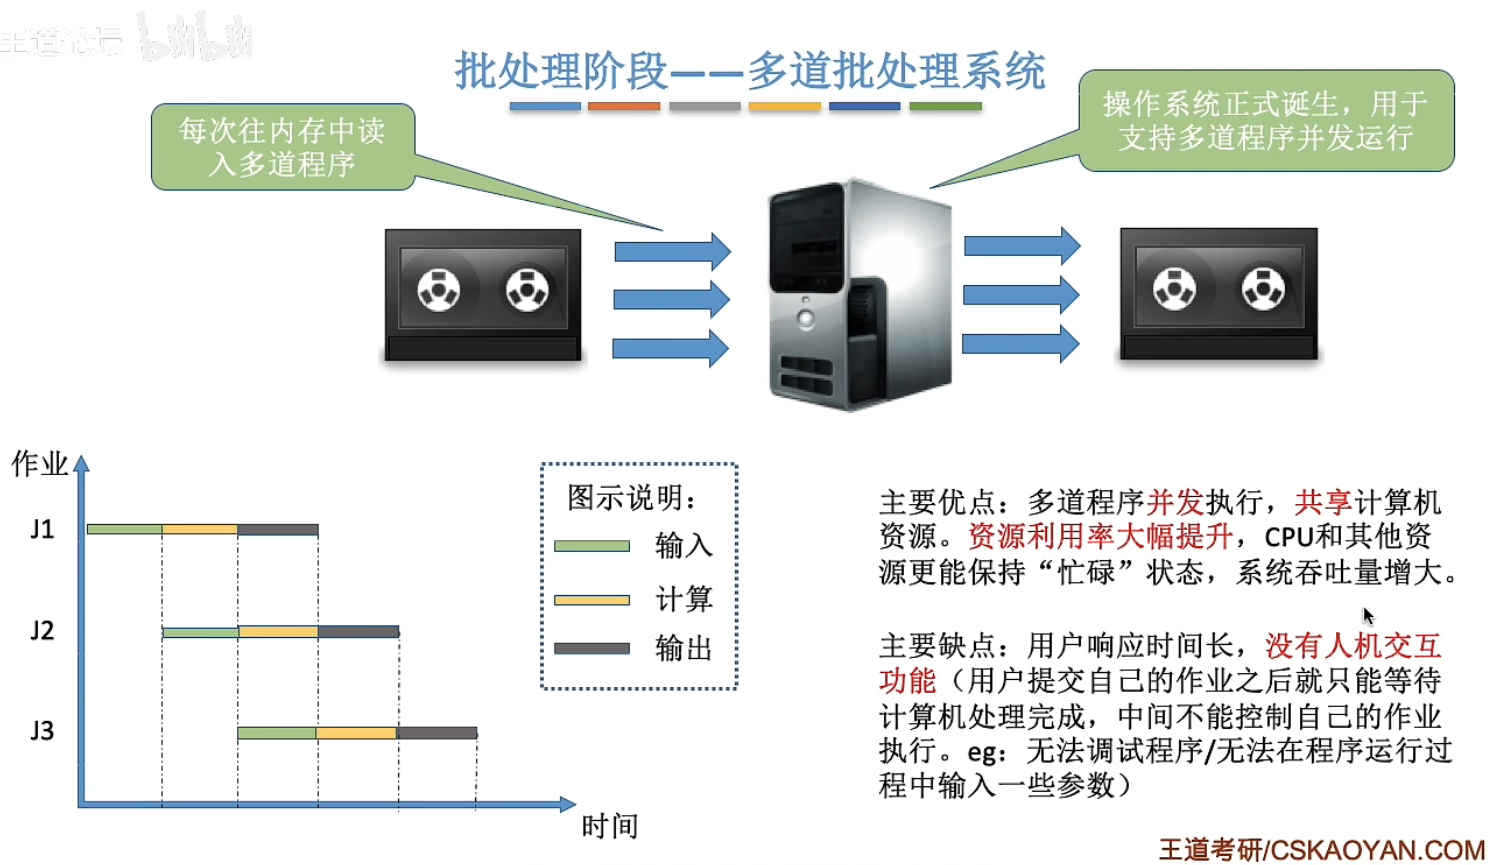 王道论坛 bilibili
批处理阶段——多道批处理系统
每次往内存中读
入多道程序
操作系统正式诞生，用于
支持多道程序并发运行
作业
J1
J2
J3
时间
图示说明：
输入
计算
输出
主要优点：多道程序并发执行，共享计算机
资源。资源利用率大幅提升，CPU和其他资
源更能保持“忙碌”状态，系统吞吐量增大。
主要缺点：用户响应时间长，没有人机交互
功能（用户提交自己的作业之后就只能等待
计算机处理完成，中间不能控制自己的作业
执行。eg：无法调试程序/无法在程序运行过
程中输入一些参数）
王道考研/CSKAOYAN.COM